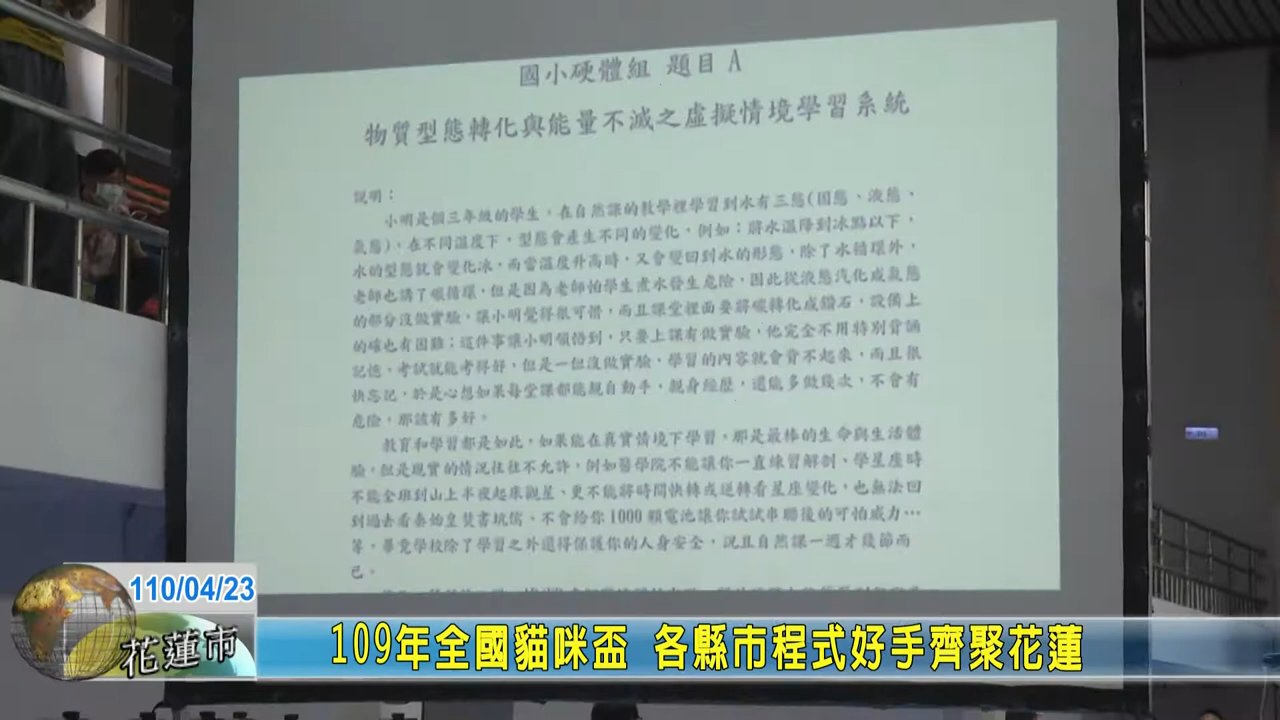 國小硬體組 題目A
物質型態轉化與能量不滅之虛擬情境學習系統
說明：
小明是個三年級的學生，在自然課的教學裡學習到水有三態(固態、液態、
氣態)，在不同溫度下，型態會產生不同的變化，例如：將水溫降到冰點以下，
水的型態就會變化冰，而當溫度升高時，又會變回到水的形態，除了水循環外，
老師也講了碳循環，但是因為老師怕學生煮水發生危險，因此從液態汽化成氣態
的部分沒做實驗，讓小明覺得很可惜，而且課堂裡面要將碳轉化成鑽石，設備上
的確也有困難；這件事讓小明頓悟到，只要上課有做實驗，他完全不用特別背誦
記憶，考試就能考得好，但是一但沒做實驗，學習的內容就會背不起來，而且很
快忘記，於是心想如果每堂課都能親自動手，親身經歷，還能多做幾次，不會有
危險，那該有多好。
教育和學習都是如此，如果能在真實情境下學習，那是最棒的生命與生活體
驗，但是現實的情況往往不允許，例如醫學院不能讓你一直練習解剖、學星座時
不能全班到山上半夜起床觀星、更不能將時間快轉或逆轉看星座變化，也無法回
到過去看秦始皇焚書坑儒、不會給你1000顆電池讓你試試串聯後的可怕威力…
等，畢竟學校除了學習之外還得保護你的人身安全，況且自然課一週才幾節而
已。
110/04/23
花蓮市
109年全國貓咪盃 各縣市程式好手齊聚花蓮